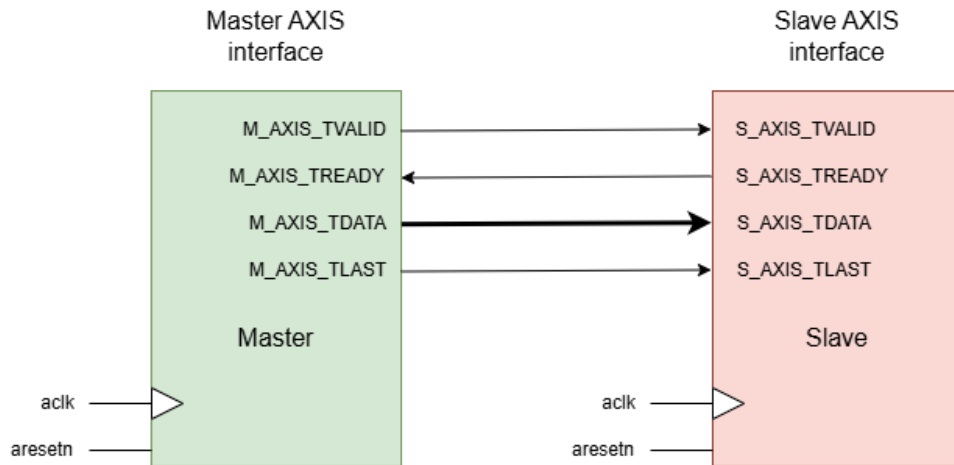 Master AXIS
interface
Slave AXIS
interface
M_AXIS_TVALID
S_AXIS_TVALID
M_AXIS_TREADY
S_AXIS_TREADY
M_AXIS_TDATA
S_AXIS_TDATA
M_AXIS_TLAST
S_AXIS_TLAST
Master
Slave
aclk
aclk
aresetn
aresetn